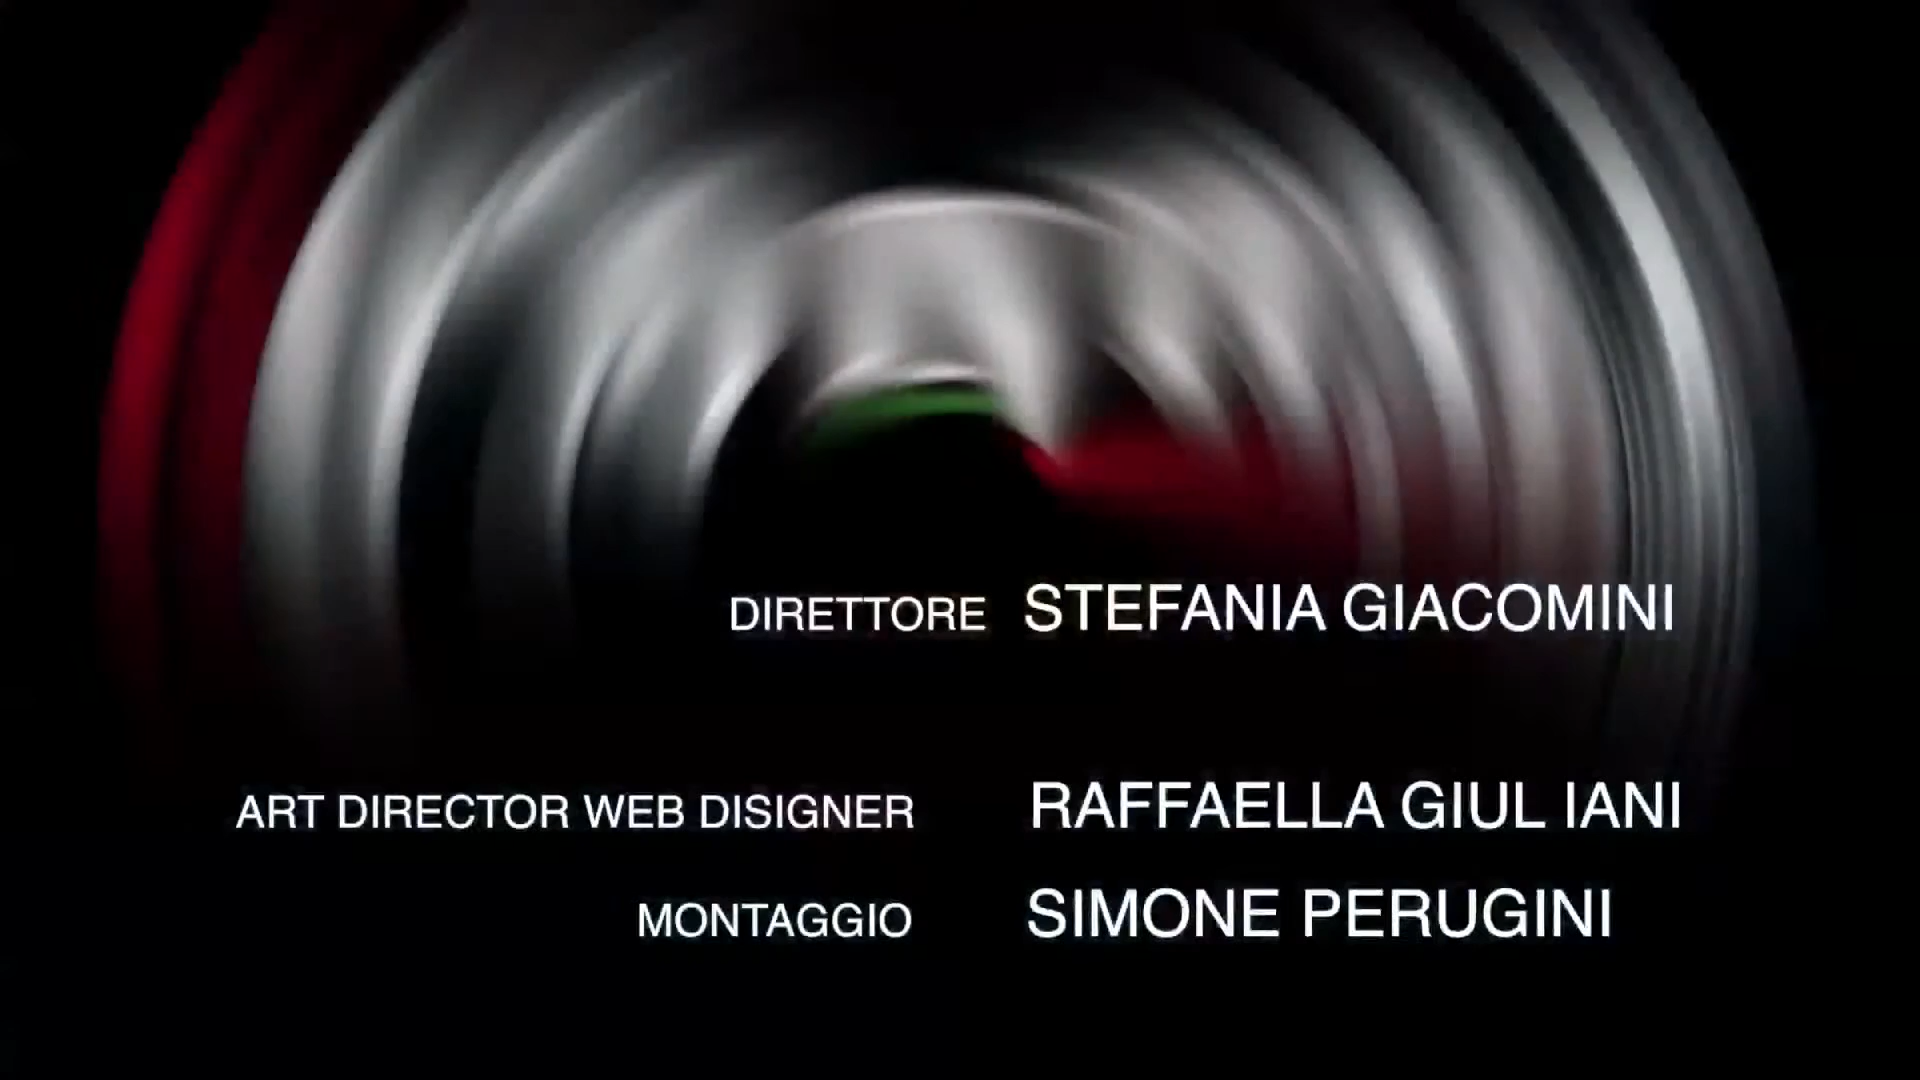 DIRETTORE STEFANIA GIACOMINI
ART DIRECTOR WEB DISIGNER RAFFAELLA GIUL IANI
MONTAGGIO SIMONE PERUGINI